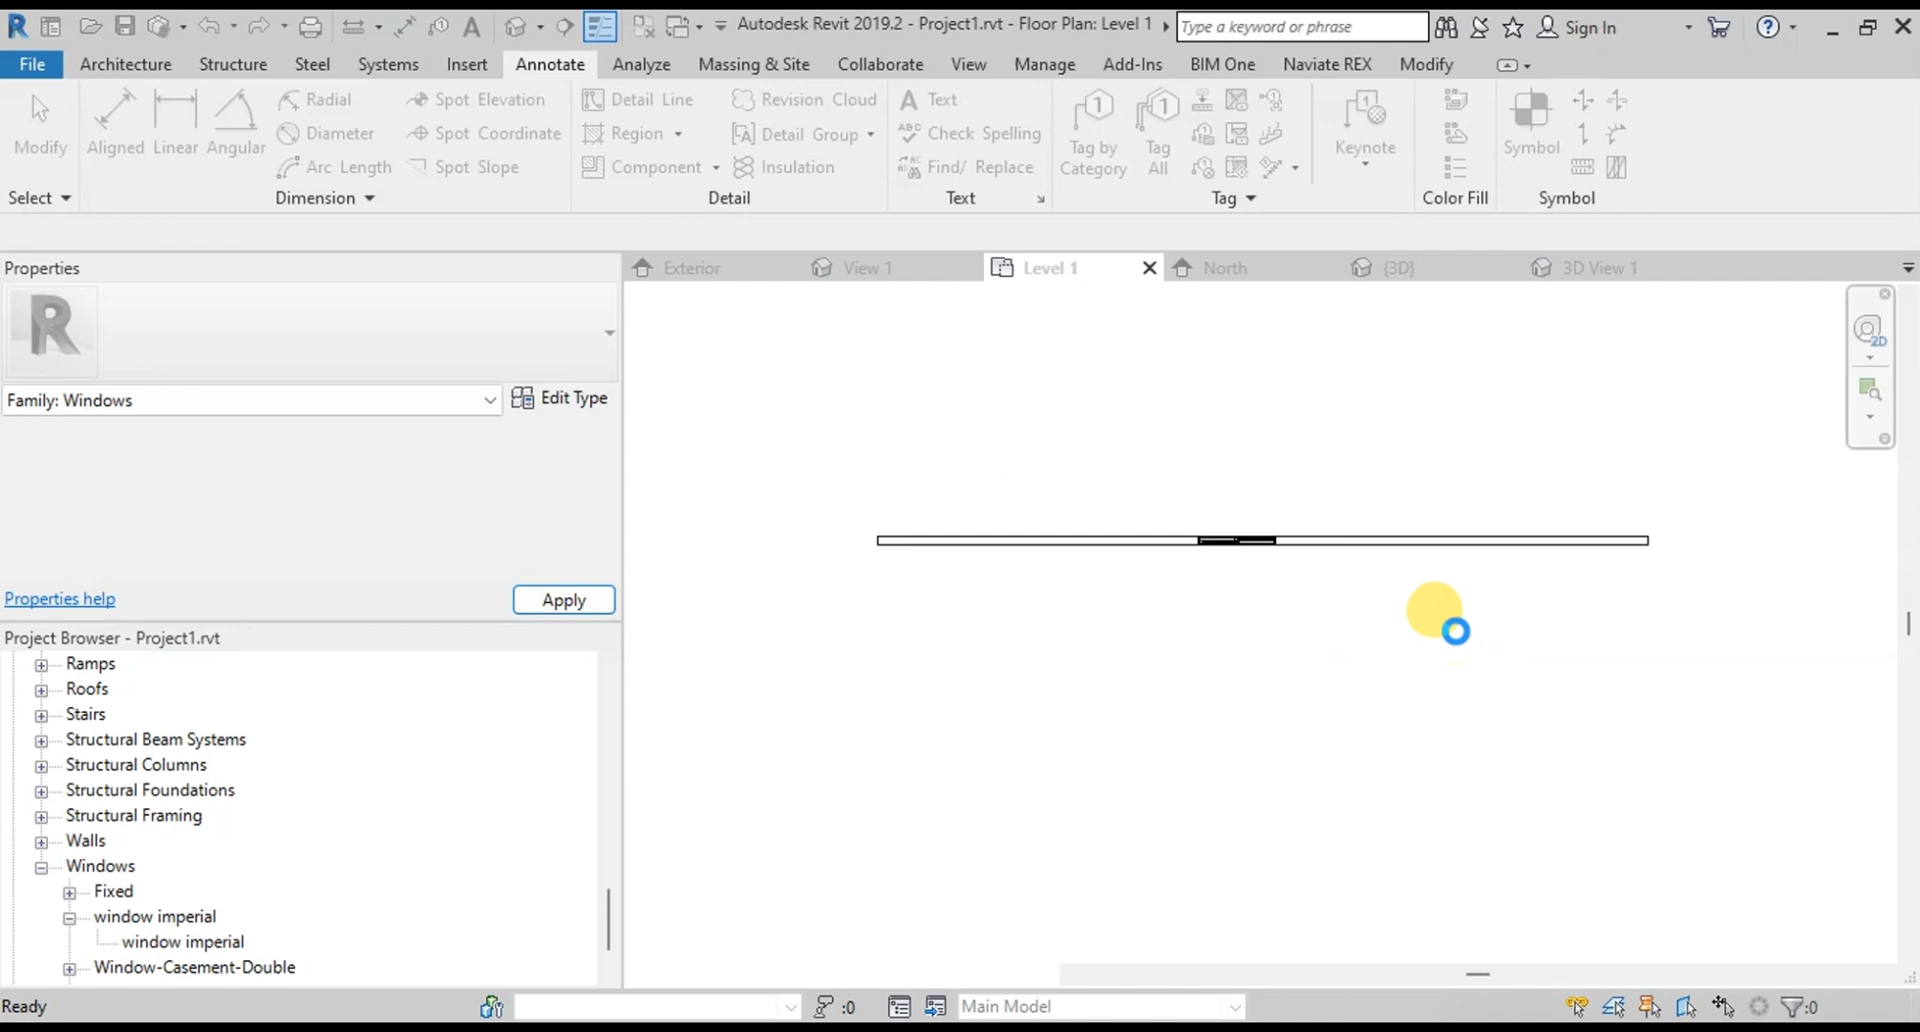 Autodesk Revit 2019.2 - Project1.rvt - Floor Plan: Level 1
Type a keyword or phrase
Sign In
File Architecture Structure Steel Systems Insert Annotate Analyze Massing & Site Collaborate View Manage Add-Ins BIM One Naviate REX Modify
Modify
Aligned Linear Angular
Radial
Diameter
Arc Length
Spot Elevation
Spot Coordinate
Spot Slope
Detail Line
Region
Component
Revision Cloud
Detail Group
Insulation
A Text
ABC Check Spelling
Find/ Replace
Tag by Category
Tag All
Keynote
Symbol
Select Dimension Detail Text Tag Color Fill Symbol
Properties
Exterior View 1 Level 1 North {3D} 3D View 1
Family: Windows
Edit Type
2D
Properties help
Apply
Project Browser - Project1.rvt
Ramps
Roofs
Stairs
Structural Beam Systems
Structural Columns
Structural Foundations
Structural Framing
Walls
Windows
Fixed
window imperial
window imperial
Window-Casement-Double
Ready
:0
Main Model
:0